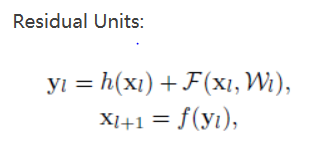 Residual Units:
yₗ = h(xₗ) + 𝓕(xₗ, 𝒲ₗ),
xₗ₊₁ = f(yₗ),